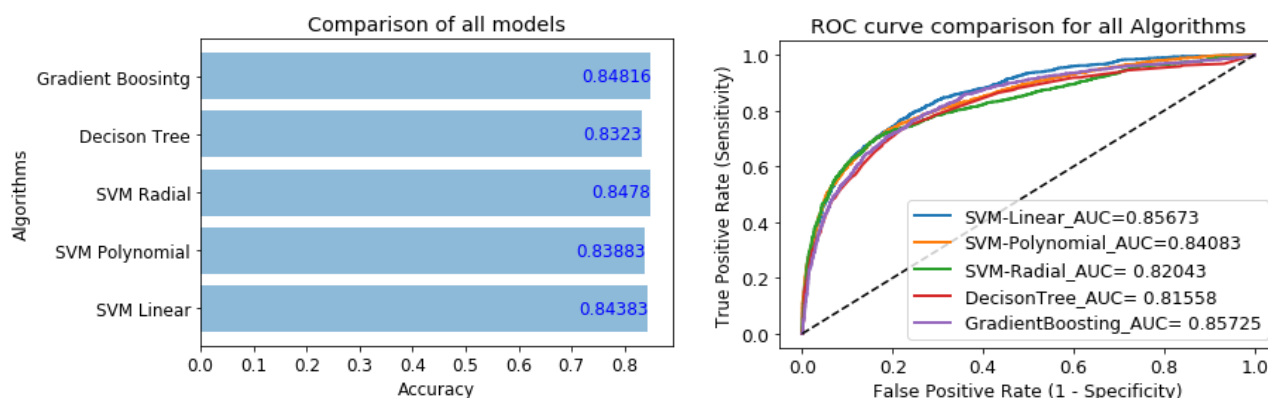 Comparison of all models
Algorithms
Gradient Boosintg
0.84816
Decison Tree
0.8323
SVM Radial
0.8478
SVM Polynomial
0.83883
SVM Linear
0.84383
0.0 0.1 0.2 0.3 0.4 0.5 0.6 0.7 0.8
Accuracy
ROC curve comparison for all Algorithms
True Positive Rate (Sensitivity)
1.0
0.8
0.6
0.4
0.2
0.0
SVM-Linear_AUC=0.85673
SVM-Polynomial_AUC=0.84083
SVM-Radial_AUC= 0.82043
DecisonTree_AUC= 0.81558
GradientBoosting_AUC= 0.85725
0.0 0.2 0.4 0.6 0.8 1.0
False Positive Rate (1 - Specificity)